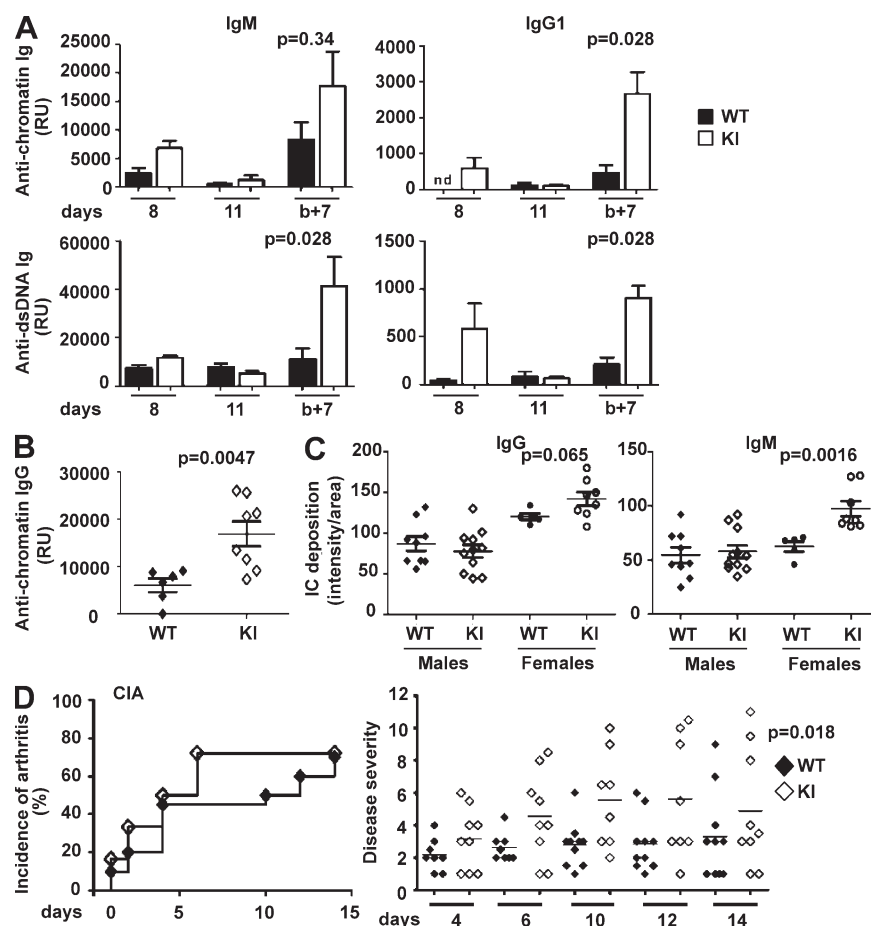 A
IgM
IgG1
p=0.34
p=0.028
Anti-chromatin Ig
(RU)
25000
20000
15000
10000
5000
0
4000
3000
2000
1000
0
nd
WT
KI
days
8
11
b+7
8
11
b+7
p=0.028
p=0.028
Anti-dsDNA Ig
(RU)
60000
40000
20000
0
1500
1000
500
0
days
8
11
b+7
8
11
b+7
B
p=0.0047
Anti-chromatin IgG
(RU)
30000
20000
10000
0
WT
KI
C
IgG
p=0.065
IgM
p=0.0016
IC deposition
(intensity/area)
200
150
100
50
0
150
100
50
0
WT
KI
WT
KI
Males
Females
WT
KI
WT
KI
Males
Females
D
CIA
Incidence of arthritis
(%)
100
80
60
40
20
0
days
0
5
10
15
Disease severity
12
10
8
6
4
2
0
p=0.018
WT
KI
days
4
6
10
12
14